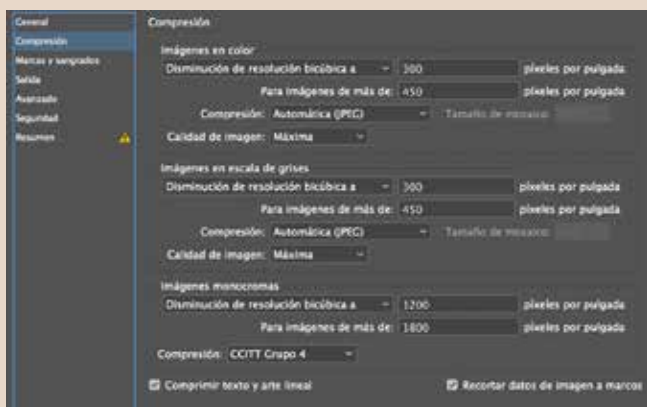 General
Compresión
Marcas y sangrados
Salida
Avanzado
Seguridad
Resumen
Compresión
Imágenes en color
Disminución de resolución bicúbica a 300 píxeles por pulgada
Para imágenes de más de: 450 píxeles por pulgada
Compresión: Automática (JPEG) Tamaño de mosaico:
Calidad de imagen: Máxima
Imágenes en escala de grises
Disminución de resolución bicúbica a 300 píxeles por pulgada
Para imágenes de más de: 450 píxeles por pulgada
Compresión: Automática (JPEG) Tamaño de mosaico:
Calidad de imagen: Máxima
Imágenes monocromas
Disminución de resolución bicúbica a 1200 píxeles por pulgada
Para imágenes de más de: 1800 píxeles por pulgada
Compresión: CCITT Grupo 4
Comprimir texto y arte lineal Recortar datos de imagen a marcos